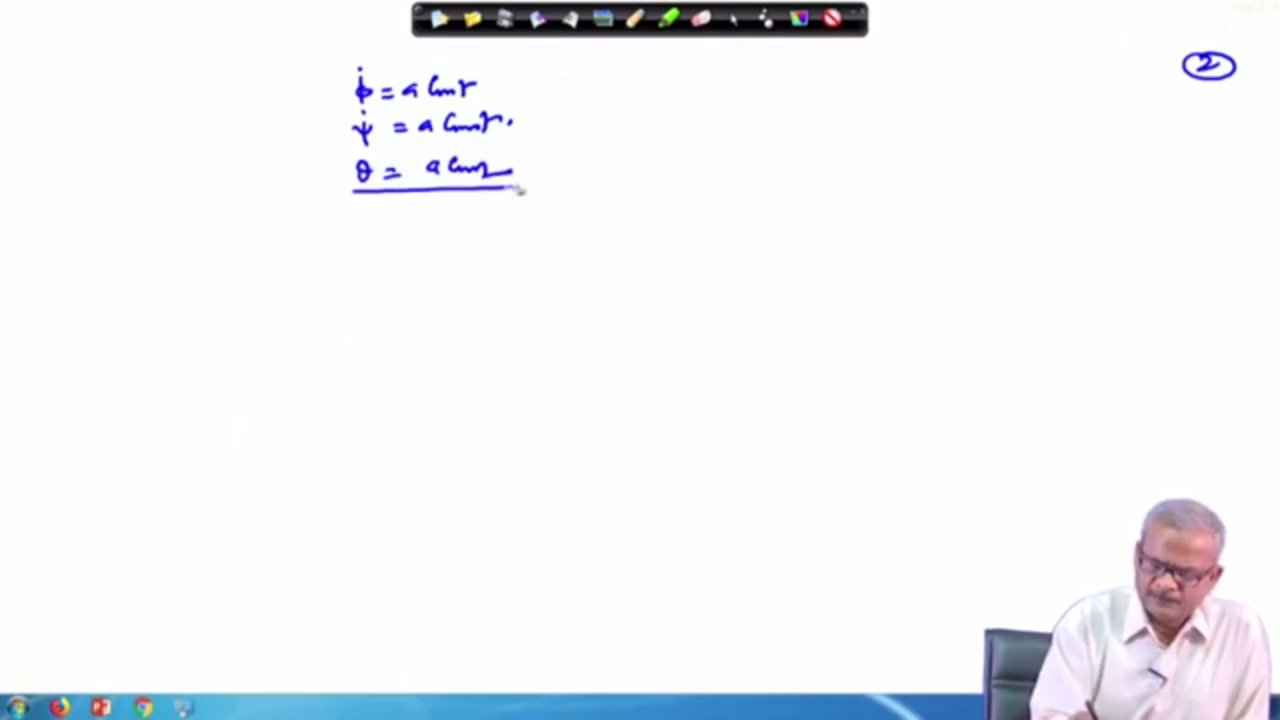 ②
φ̇ = a Const
ψ̇ = a Const.
θ = a Const